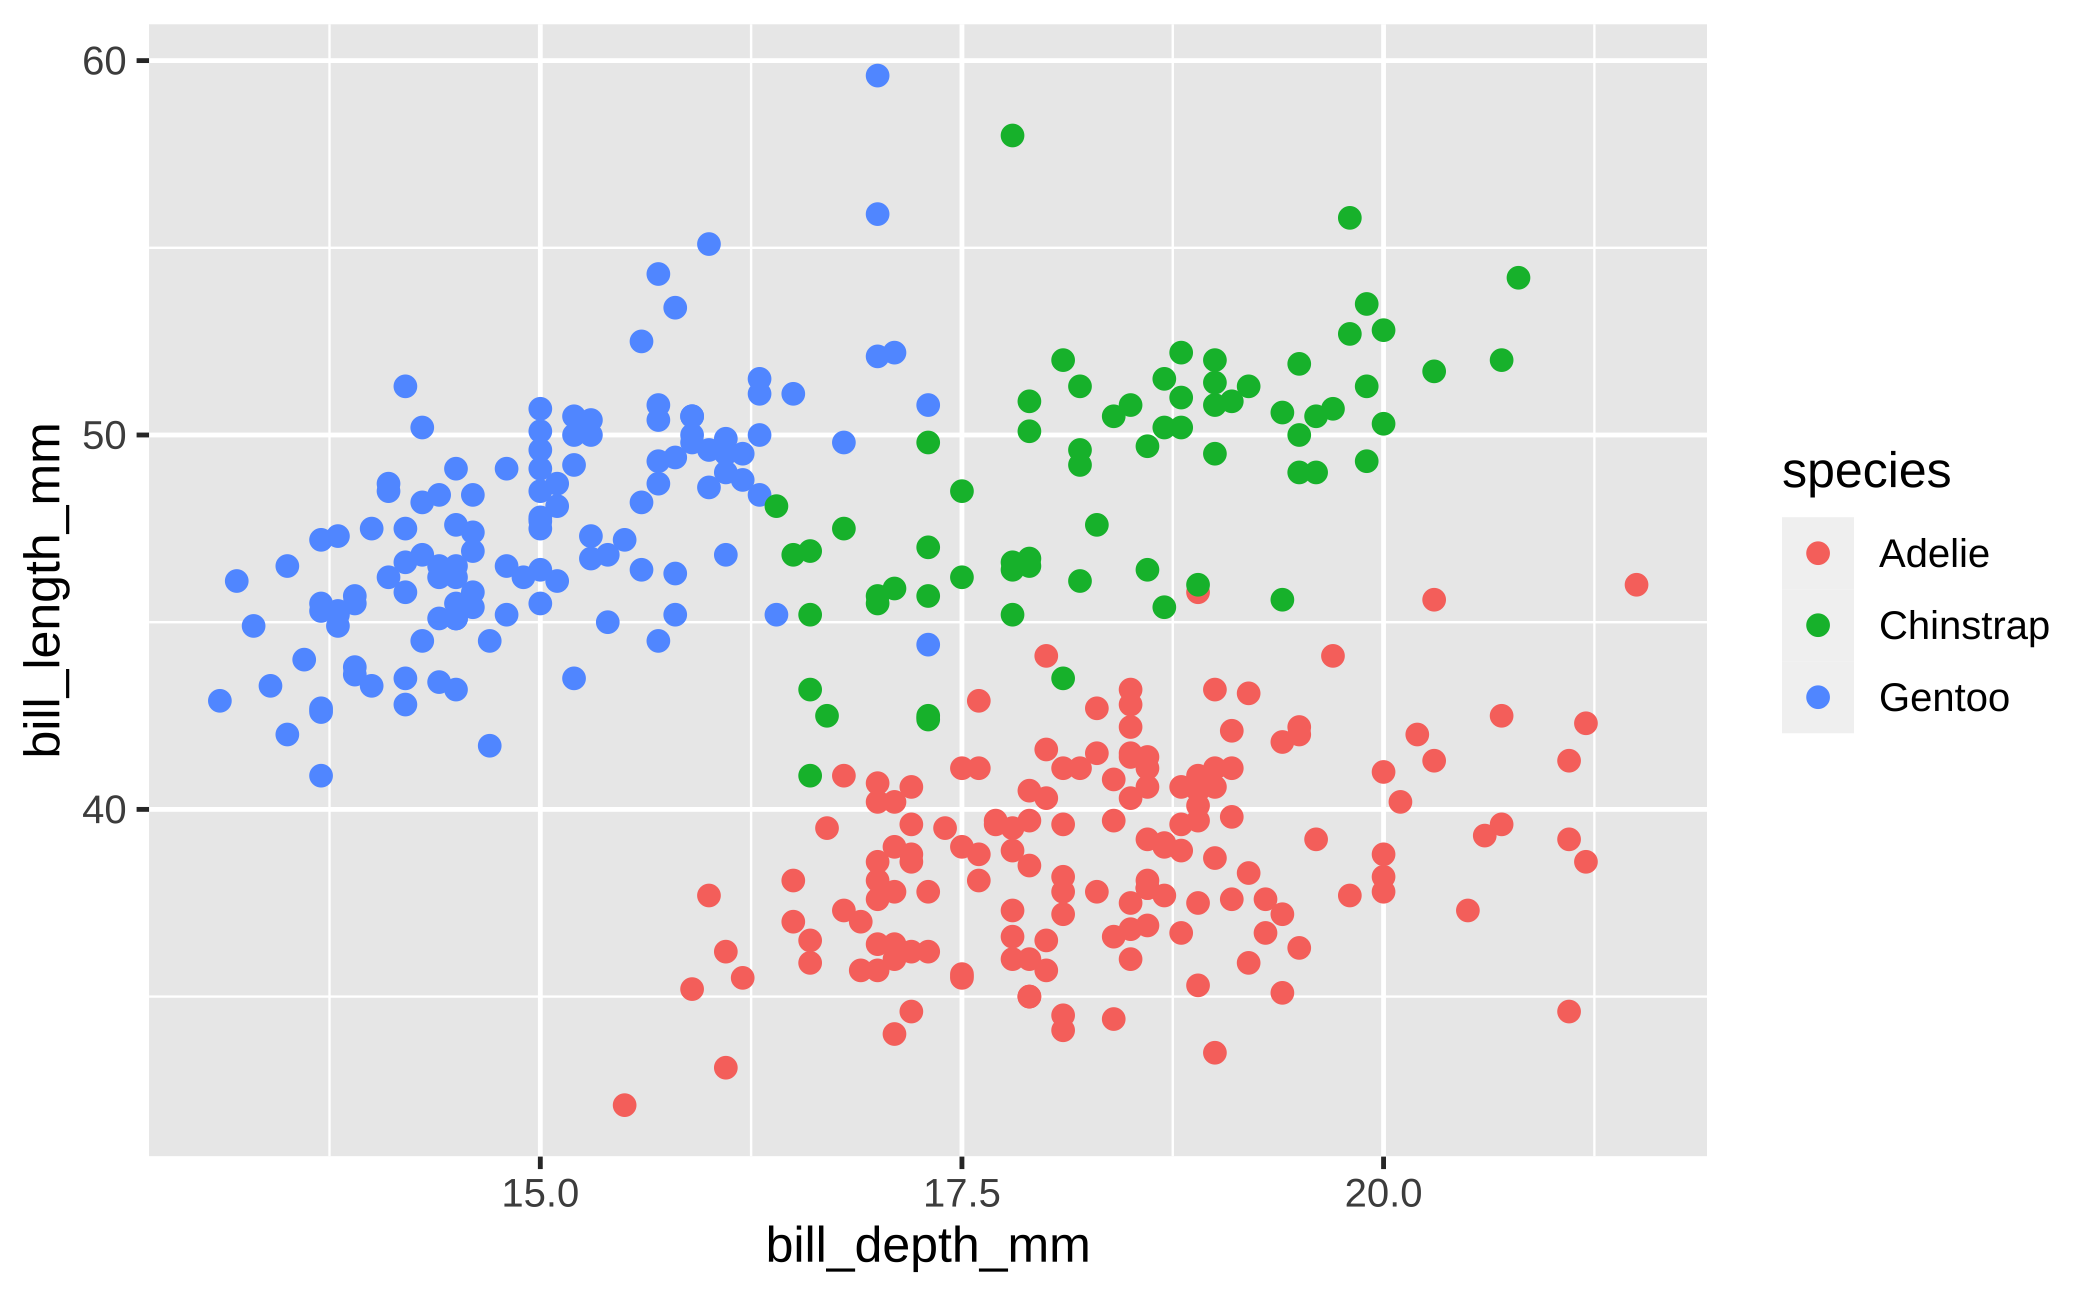 60
50
40
bill_length_mm
15.0 17.5 20.0
bill_depth_mm
species
Adelie
Chinstrap
Gentoo